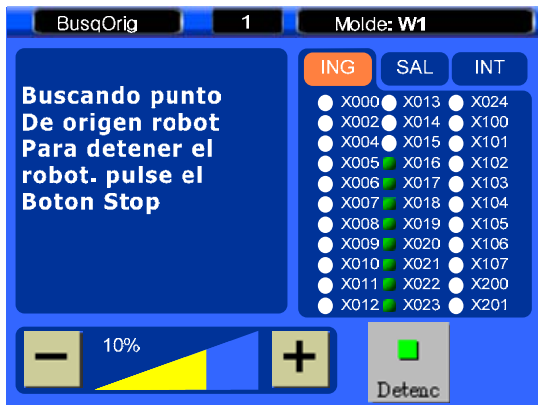 BusqOrig 1 Molde: W1
ING SAL INT
Buscando punto
De origen robot
Para detener el
robot. pulse el
Boton Stop
X000 X013 X024
X002 X014 X100
X004 X015 X101
X005 X016 X102
X006 X017 X103
X007 X018 X104
X008 X019 X105
X009 X020 X106
X010 X021 X107
X011 X022 X200
X012 X023 X201
10%
Detenc